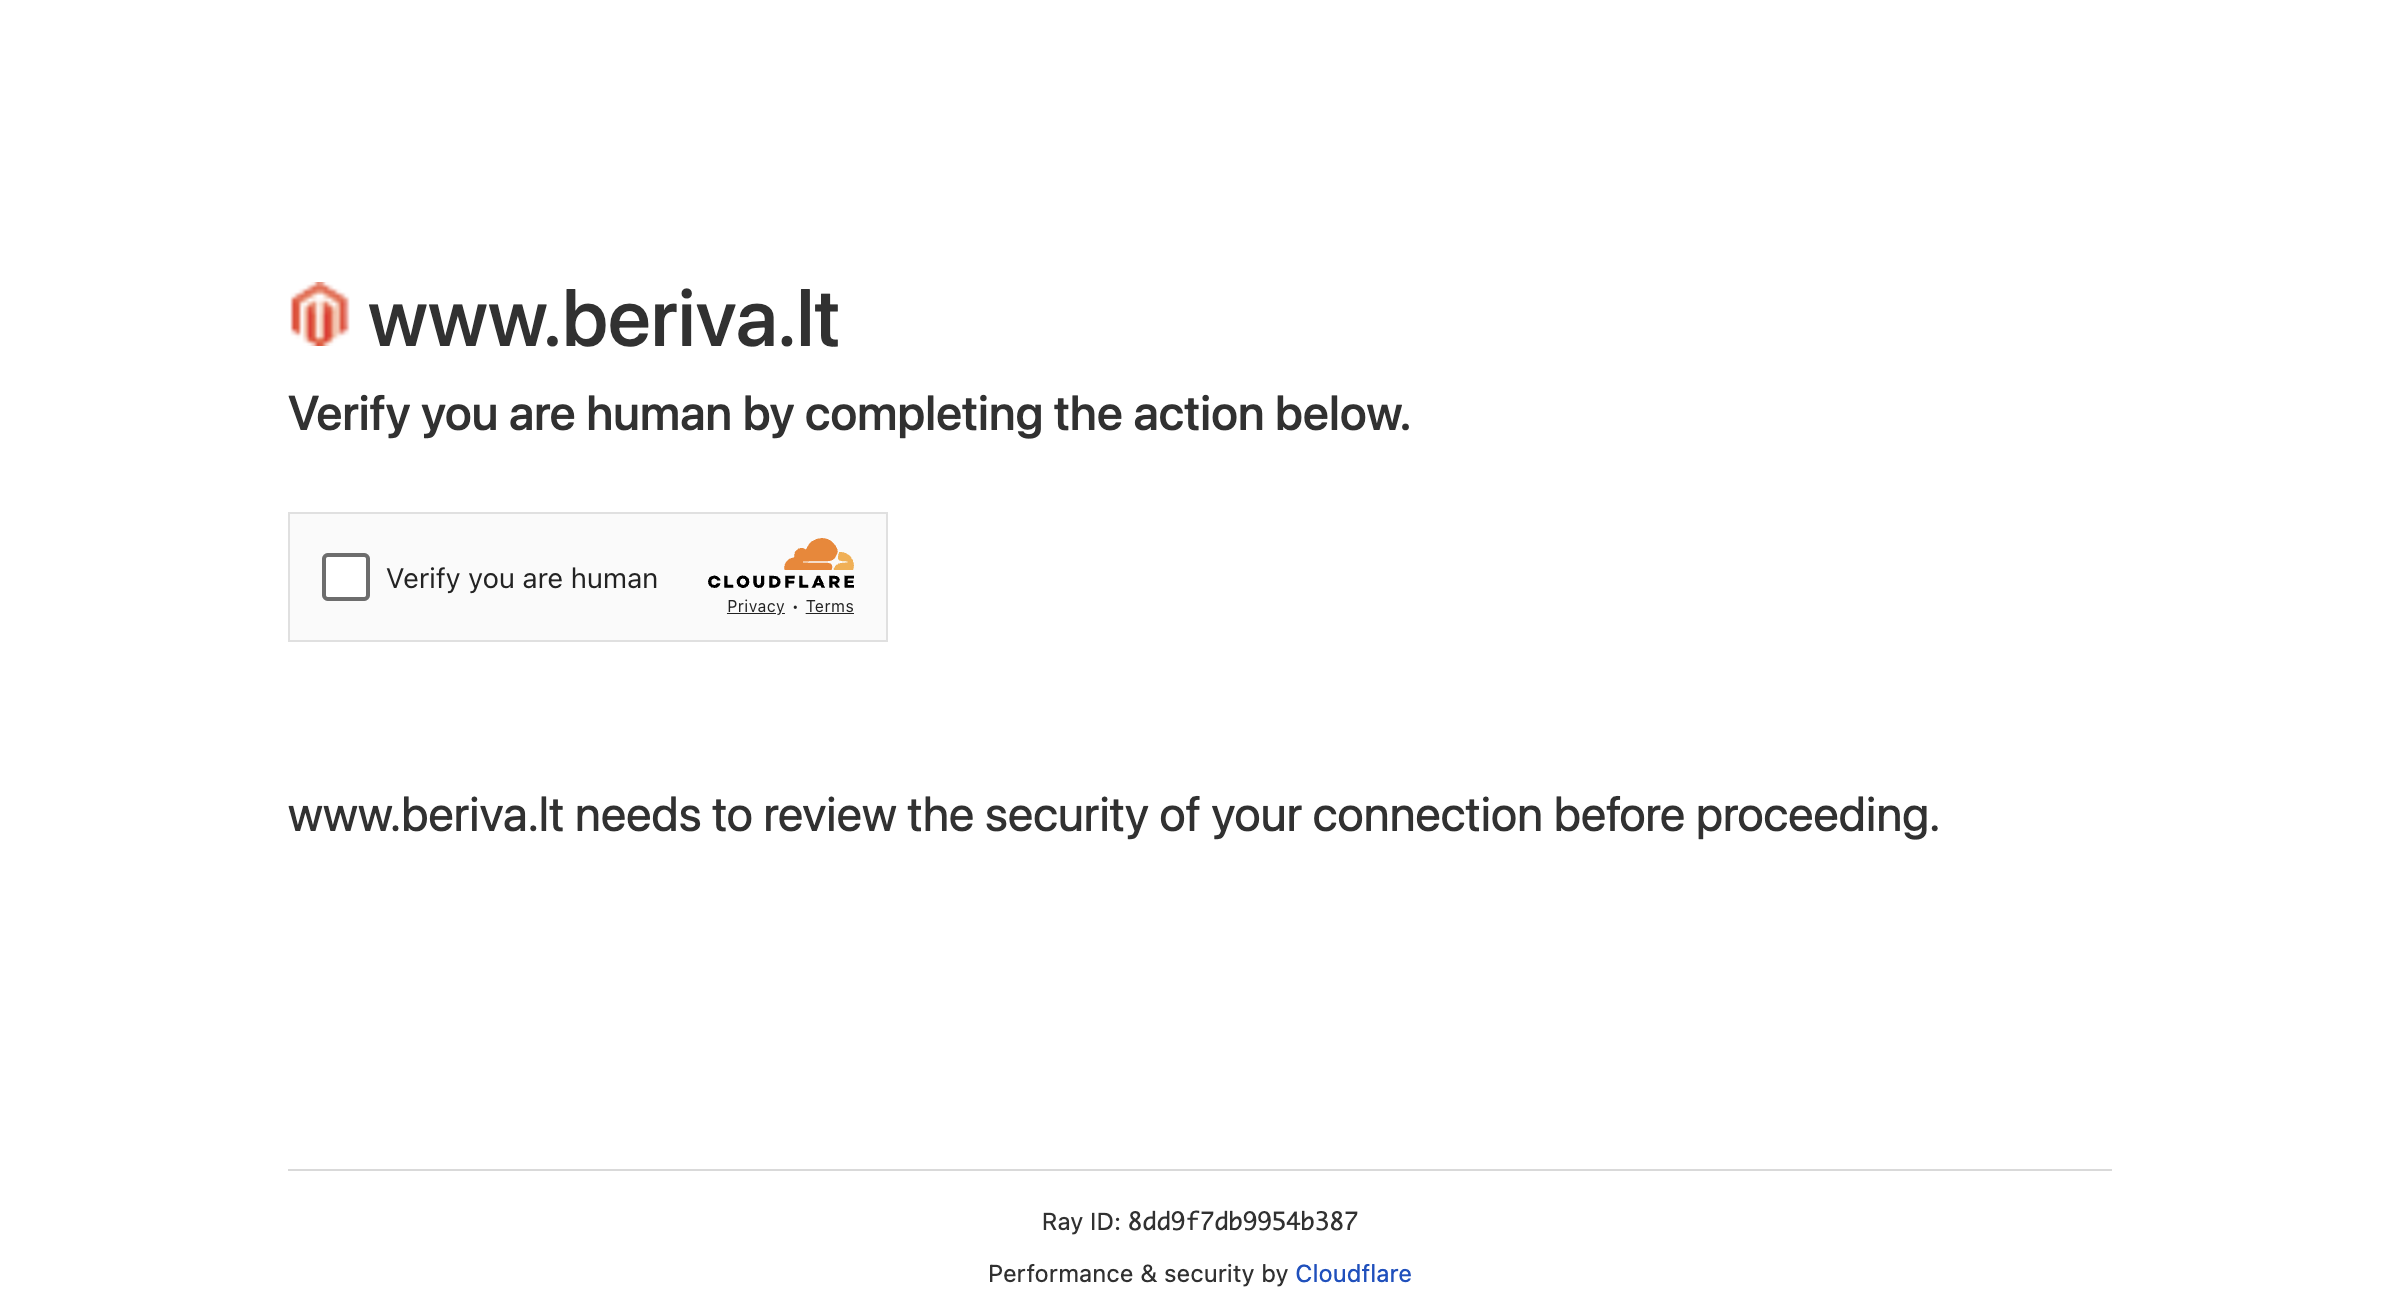 www.beriva.lt
Verify you are human by completing the action below.
Verify you are human
CLOUDFLARE
Privacy • Terms
www.beriva.lt needs to review the security of your connection before proceeding.
Ray ID: 8dd9f7db9954b387
Performance & security by Cloudflare